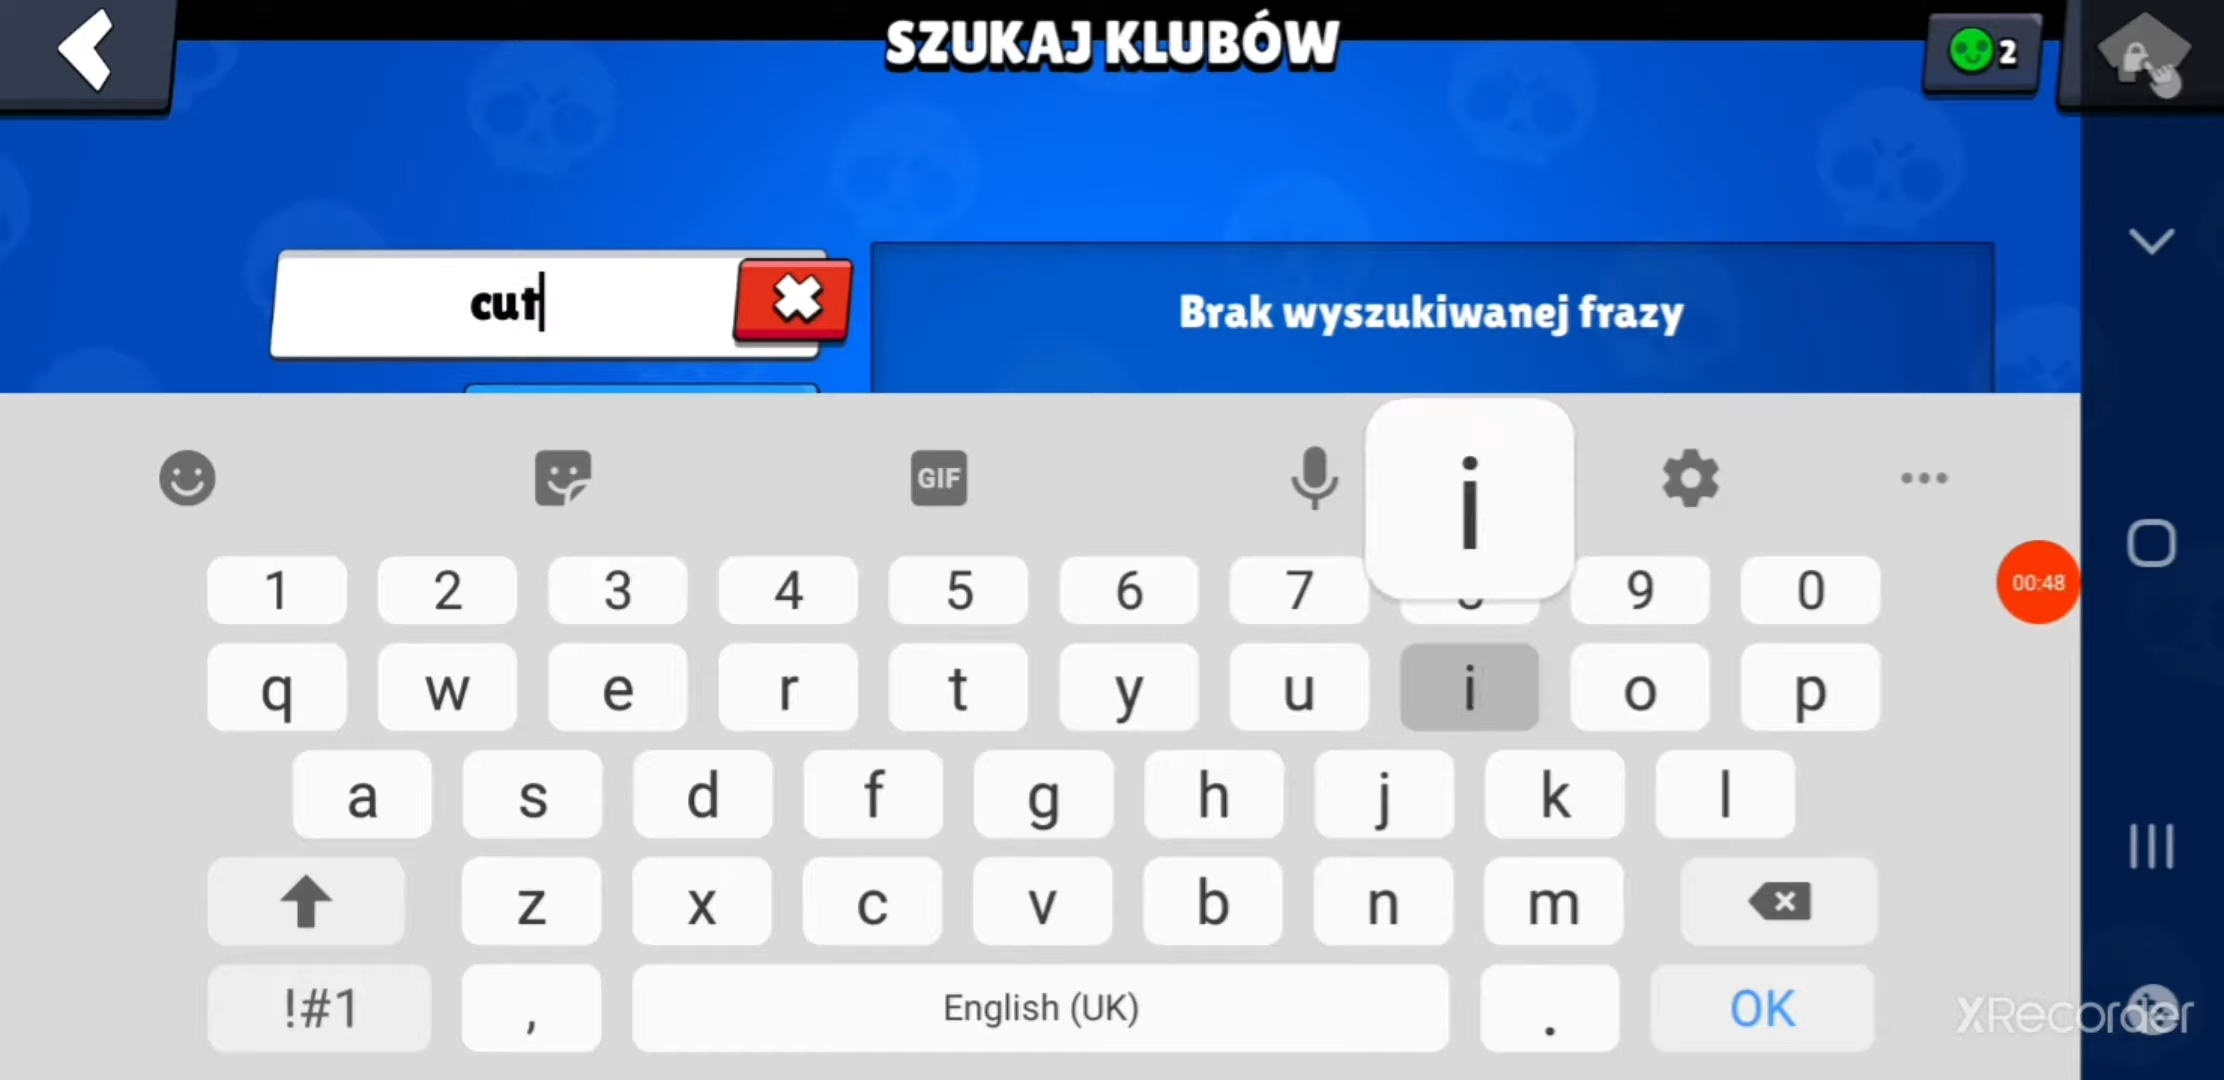 SZUKAJ KLUBÓW
2
cut
Brak wyszukiwanej frazy
GIF
i
1 2 3 4 5 6 7 9 0
00:48
q w e r t y u i o p
a s d f g h j k l
z x c v b n m
!#1 , English (UK) . OK
XRecorder